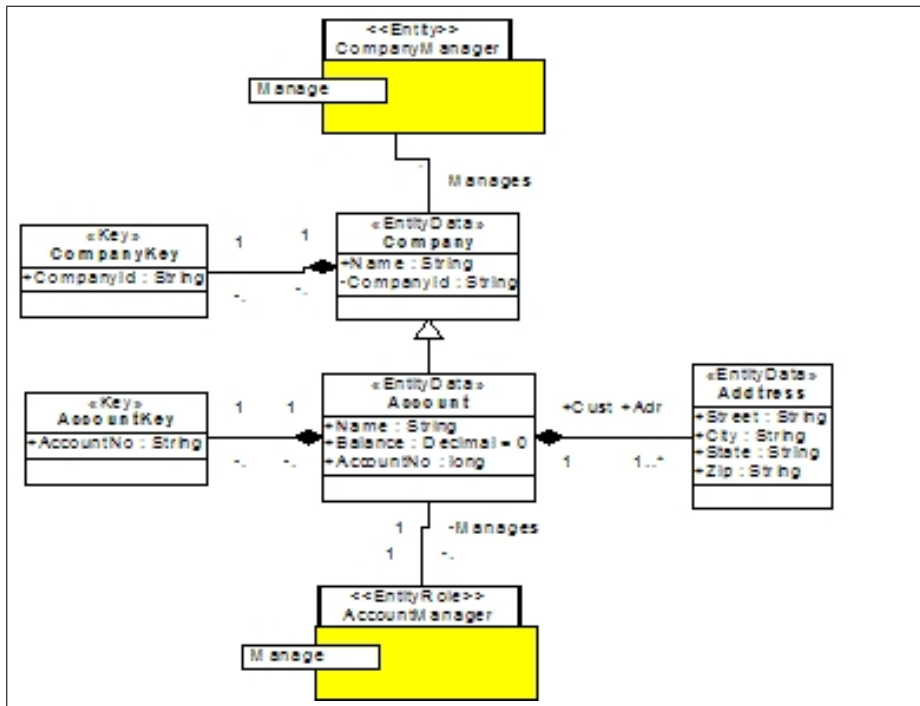 <<Entity>>
CompanyManager
Manage
Manages
«Key»
CompanyKey
+CompanyId : String
1
1
-.
-.
«EntityData»
Company
+Name : String
-CompanyId : String
«Key»
AccountKey
+AccountNo : String
1
1
-.
-.
«EntityData»
Account
+Name : String
+Balance : Decimal = 0
+AccountNo : long
+Cust +Adr
1
1..*
«EntityData»
Address
+Street : String
+City : String
+State : String
+Zip : String
1
-Manages
1
-.
<<EntityRole>>
AccountManager
Manage